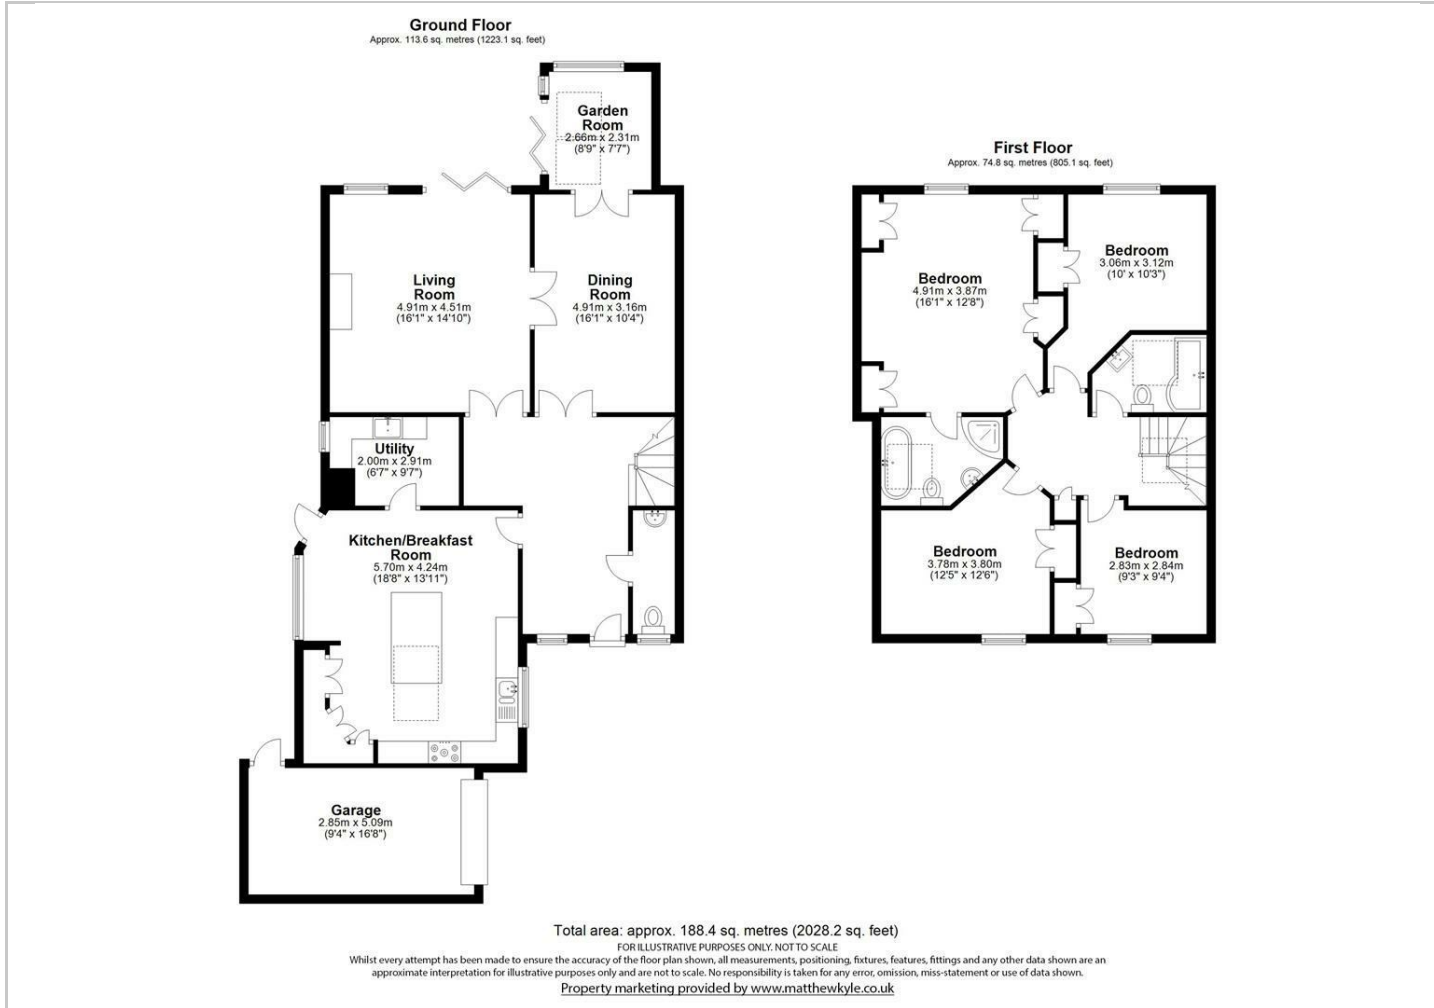 Ground Floor
Approx. 113.6 sq. metres (1223.1 sq. feet)
Garden
Room
2.66m x 2.31m
(8'9" x 7'7")
Living
Room
4.91m x 4.51m
(16'1" x 14'10")
Dining
Room
4.91m x 3.16m
(16'1" x 10'4")
Utility
2.00m x 2.91m
(6'7" x 9'7")
Kitchen/Breakfast
Room
5.70m x 4.24m
(18'8" x 13'11")
Garage
2.85m x 5.09m
(9'4" x 16'8")
First Floor
Approx. 74.8 sq. metres (805.1 sq. feet)
Bedroom
4.91m x 3.87m
(16'1" x 12'8")
Bedroom
3.06m x 3.12m
(10' x 10'3")
Bedroom
3.78m x 3.80m
(12'5" x 12'6")
Bedroom
2.83m x 2.84m
(9'3" x 9'4")
Total area: approx. 188.4 sq. metres (2028.2 sq. feet)
FOR ILLUSTRATIVE PURPOSES ONLY. NOT TO SCALE
Whilst every attempt has been made to ensure the accuracy of the floor plan shown, all measurements, positioning, fixtures, features, fittings and any other data shown are an
approximate interpretation for illustrative purposes only and are not to scale. No responsibility is taken for any error, omission, miss-statement or use of data shown.
Property marketing provided by www.matthewkyle.co.uk